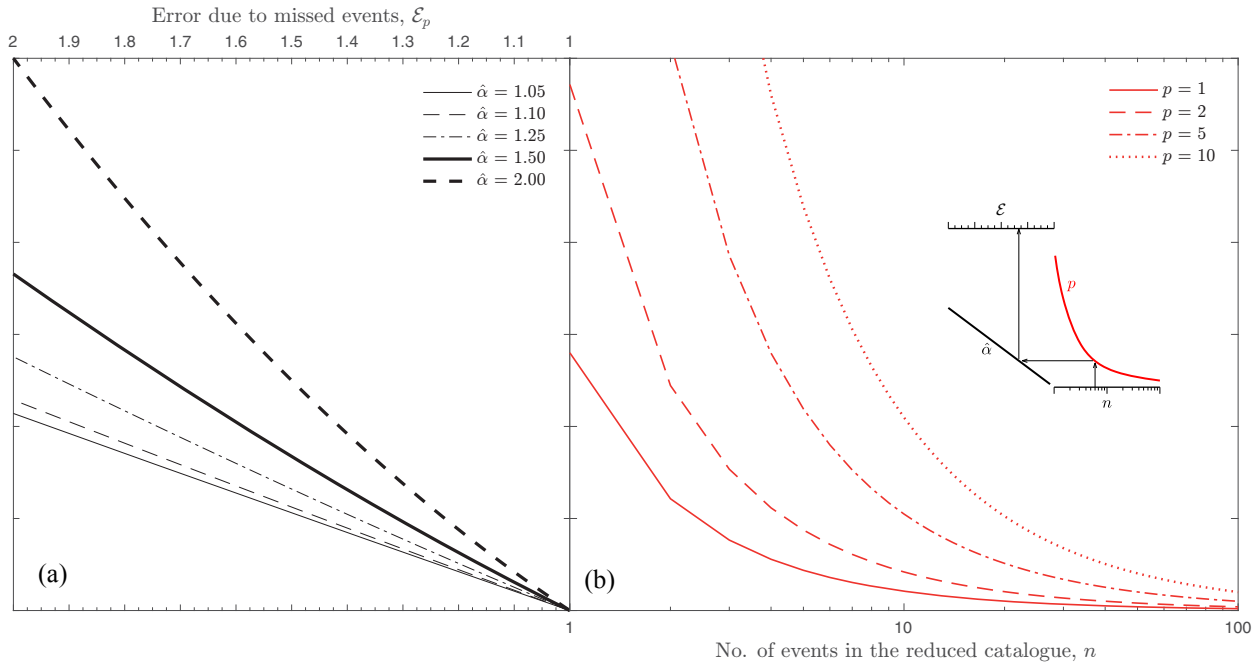 Error due to missed events, $\mathcal{E}_p$
2 1.9 1.8 1.7 1.6 1.5 1.4 1.3 1.2 1.1 1
α̂ = 1.05
α̂ = 1.10
α̂ = 1.25
α̂ = 1.50
α̂ = 2.00
(a)
p = 1
p = 2
p = 5
p = 10
ℰ
p
α̂
n
(b)
1 10 100
No. of events in the reduced catalogue, n